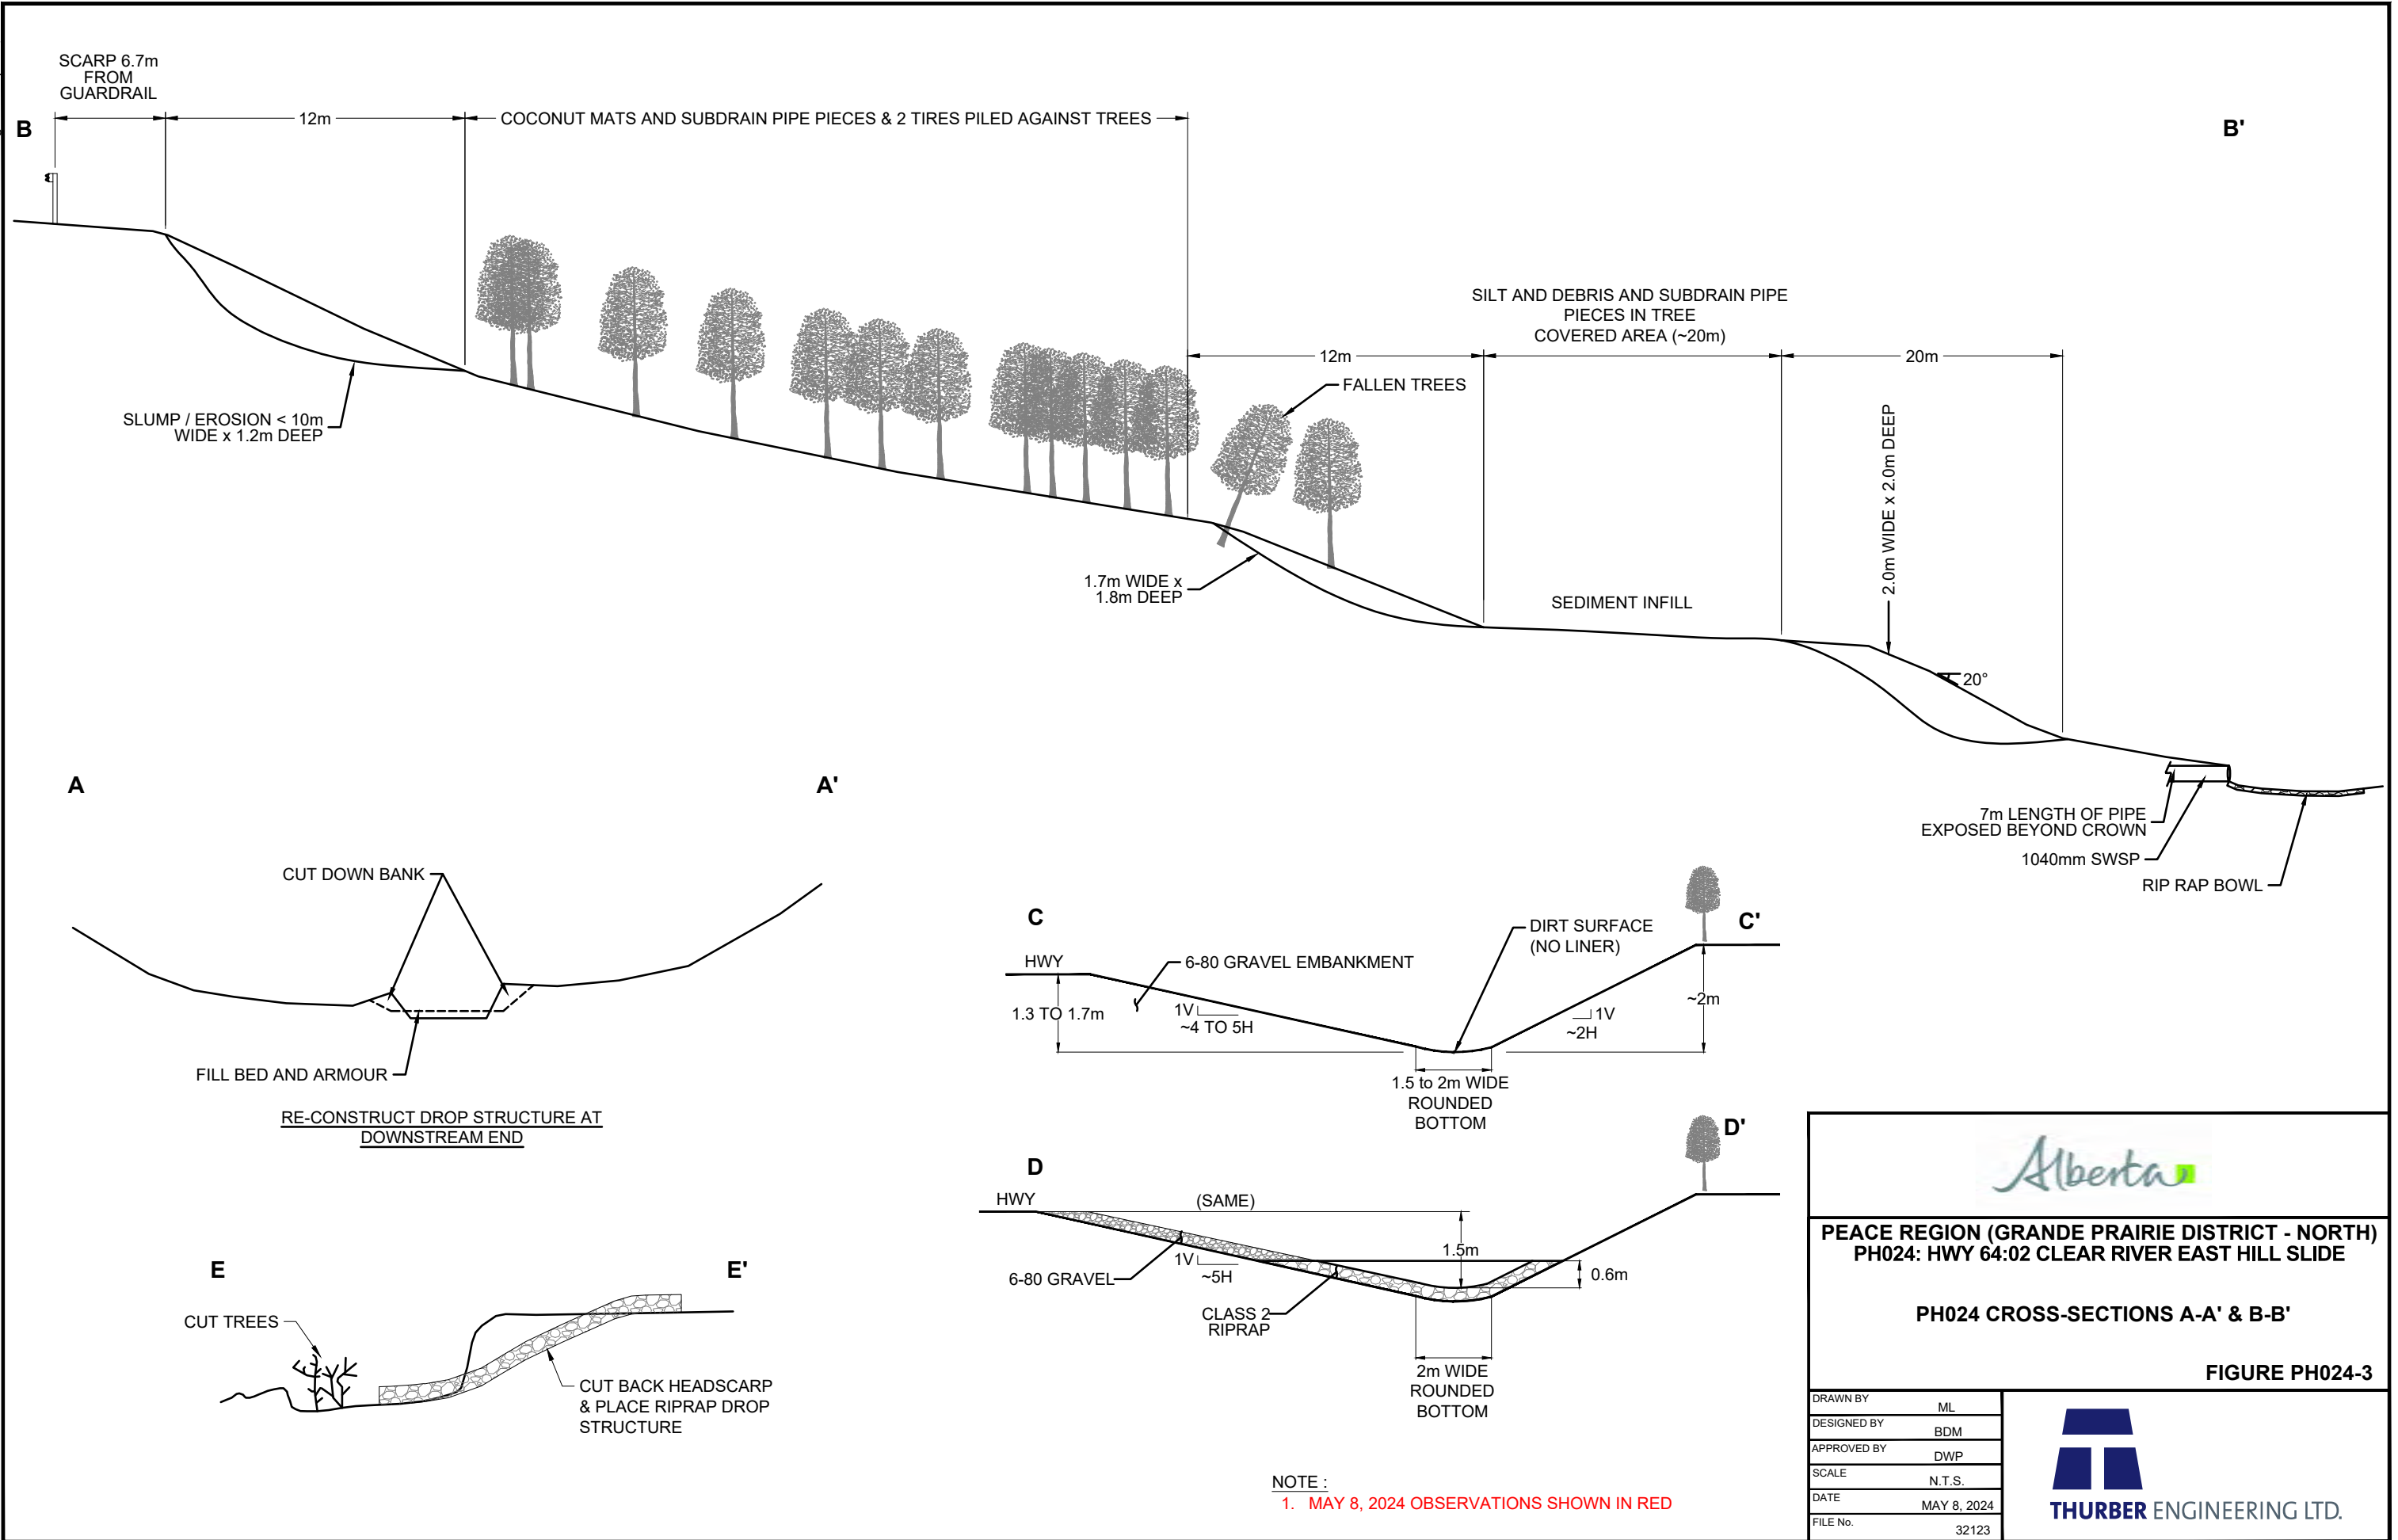 SCARP 6.7m
FROM
GUARDRAIL
B
12m
COCONUT MATS AND SUBDRAIN PIPE PIECES & 2 TIRES PILED AGAINST TREES
B'
SLUMP / EROSION < 10m
WIDE x 1.2m DEEP
SILT AND DEBRIS AND SUBDRAIN PIPE
PIECES IN TREE
COVERED AREA (~20m)
12m
20m
FALLEN TREES
2.0m WIDE x 2.0m DEEP
1.7m WIDE x
1.8m DEEP
SEDIMENT INFILL
20°
7m LENGTH OF PIPE
EXPOSED BEYOND CROWN
1040mm SWSP
RIP RAP BOWL
A
A'
CUT DOWN BANK
FILL BED AND ARMOUR
RE-CONSTRUCT DROP STRUCTURE AT
DOWNSTREAM END
C
C'
HWY
6-80 GRAVEL EMBANKMENT
DIRT SURFACE
(NO LINER)
1.3 TO 1.7m
1V
~4 TO 5H
1V
~2H
~2m
1.5 to 2m WIDE
ROUNDED
BOTTOM
D
D'
HWY
(SAME)
1.5m
1V
~5H
0.6m
6-80 GRAVEL
CLASS 2
RIPRAP
2m WIDE
ROUNDED
BOTTOM
E
E'
CUT TREES
CUT BACK HEADSCARP
& PLACE RIPRAP DROP
STRUCTURE
NOTE :
1. MAY 8, 2024 OBSERVATIONS SHOWN IN RED
Alberta
PEACE REGION (GRANDE PRAIRIE DISTRICT - NORTH)
PH024: HWY 64:02 CLEAR RIVER EAST HILL SLIDE
PH024 CROSS-SECTIONS A-A' & B-B'
FIGURE PH024-3
DRAWN BY ML
DESIGNED BY BDM
APPROVED BY DWP
SCALE N.T.S.
DATE MAY 8, 2024
FILE No. 32123
THURBER ENGINEERING LTD.